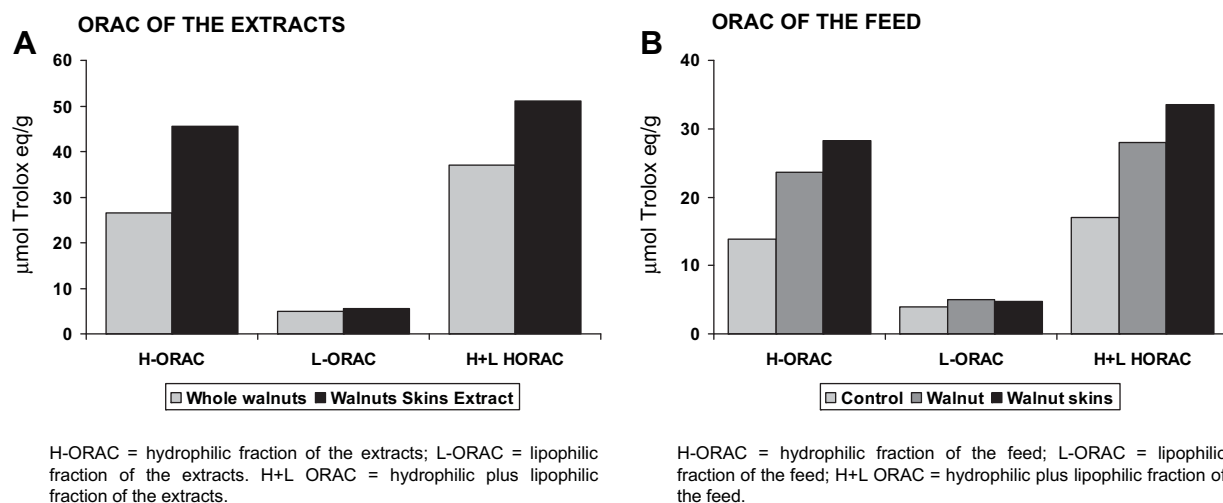 A
ORAC OF THE EXTRACTS
µmol Trolox eq/g
60
50
40
30
20
10
0
H-ORAC
L-ORAC
H+L HORAC
Whole walnuts
Walnuts Skins Extract
H-ORAC = hydrophilic fraction of the extracts; L-ORAC = lipophilic
fraction of the extracts. H+L ORAC = hydrophilic plus lipophilic
fraction of the extracts.
B
ORAC OF THE FEED
µmol Trolox eq/g
40
30
20
10
0
H-ORAC
L-ORAC
H+L HORAC
Control
Walnut
Walnut skins
H-ORAC = hydrophilic fraction of the feed; L-ORAC = lipophilic
fraction of the feed; H+L ORAC = hydrophilic plus lipophilic fraction of
the feed.